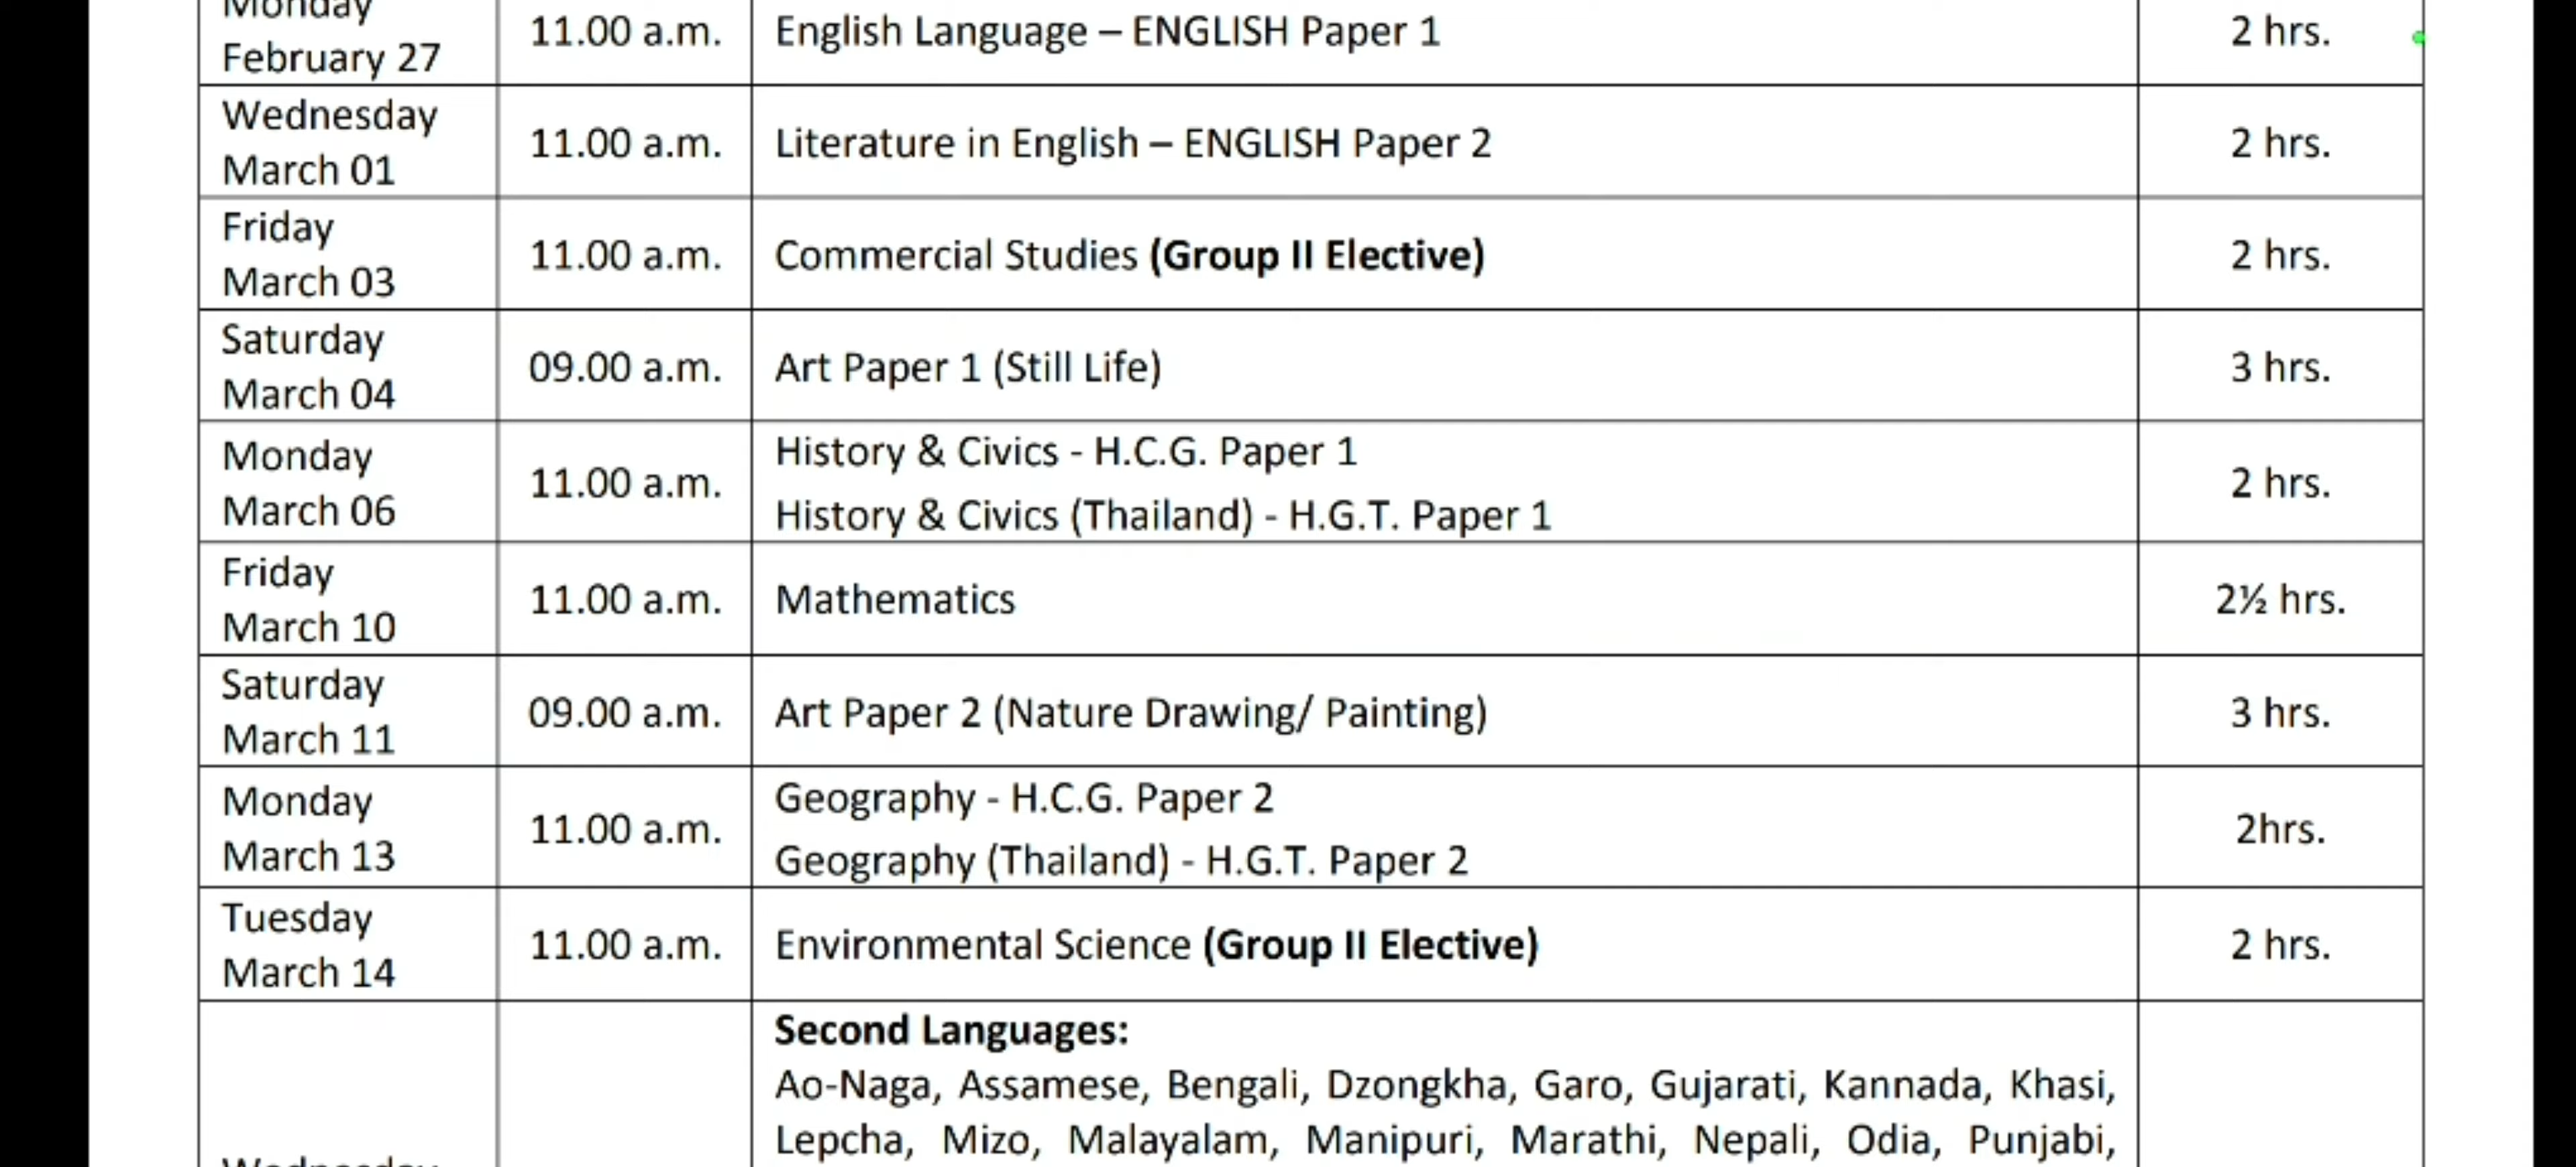 Monday
February 27
11.00 a.m.
English Language – ENGLISH Paper 1
2 hrs.
Wednesday
March 01
11.00 a.m.
Literature in English – ENGLISH Paper 2
2 hrs.
Friday
March 03
11.00 a.m.
Commercial Studies (Group II Elective)
2 hrs.
Saturday
March 04
09.00 a.m.
Art Paper 1 (Still Life)
3 hrs.
Monday
March 06
11.00 a.m.
History & Civics - H.C.G. Paper 1
History & Civics (Thailand) - H.G.T. Paper 1
2 hrs.
Friday
March 10
11.00 a.m.
Mathematics
2½ hrs.
Saturday
March 11
09.00 a.m.
Art Paper 2 (Nature Drawing/ Painting)
3 hrs.
Monday
March 13
11.00 a.m.
Geography - H.C.G. Paper 2
Geography (Thailand) - H.G.T. Paper 2
2hrs.
Tuesday
March 14
11.00 a.m.
Environmental Science (Group II Elective)
2 hrs.
Wednesday
Second Languages:
Ao-Naga, Assamese, Bengali, Dzongkha, Garo, Gujarati, Kannada, Khasi,
Lepcha, Mizo, Malayalam, Manipuri, Marathi, Nepali, Odia, Punjabi,